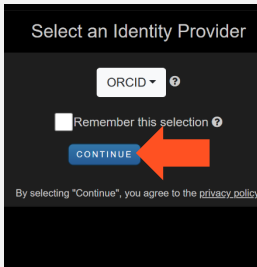 Select an Identity Provider
ORCID
Remember this selection
CONTINUE
By selecting "Continue", you agree to the privacy policy